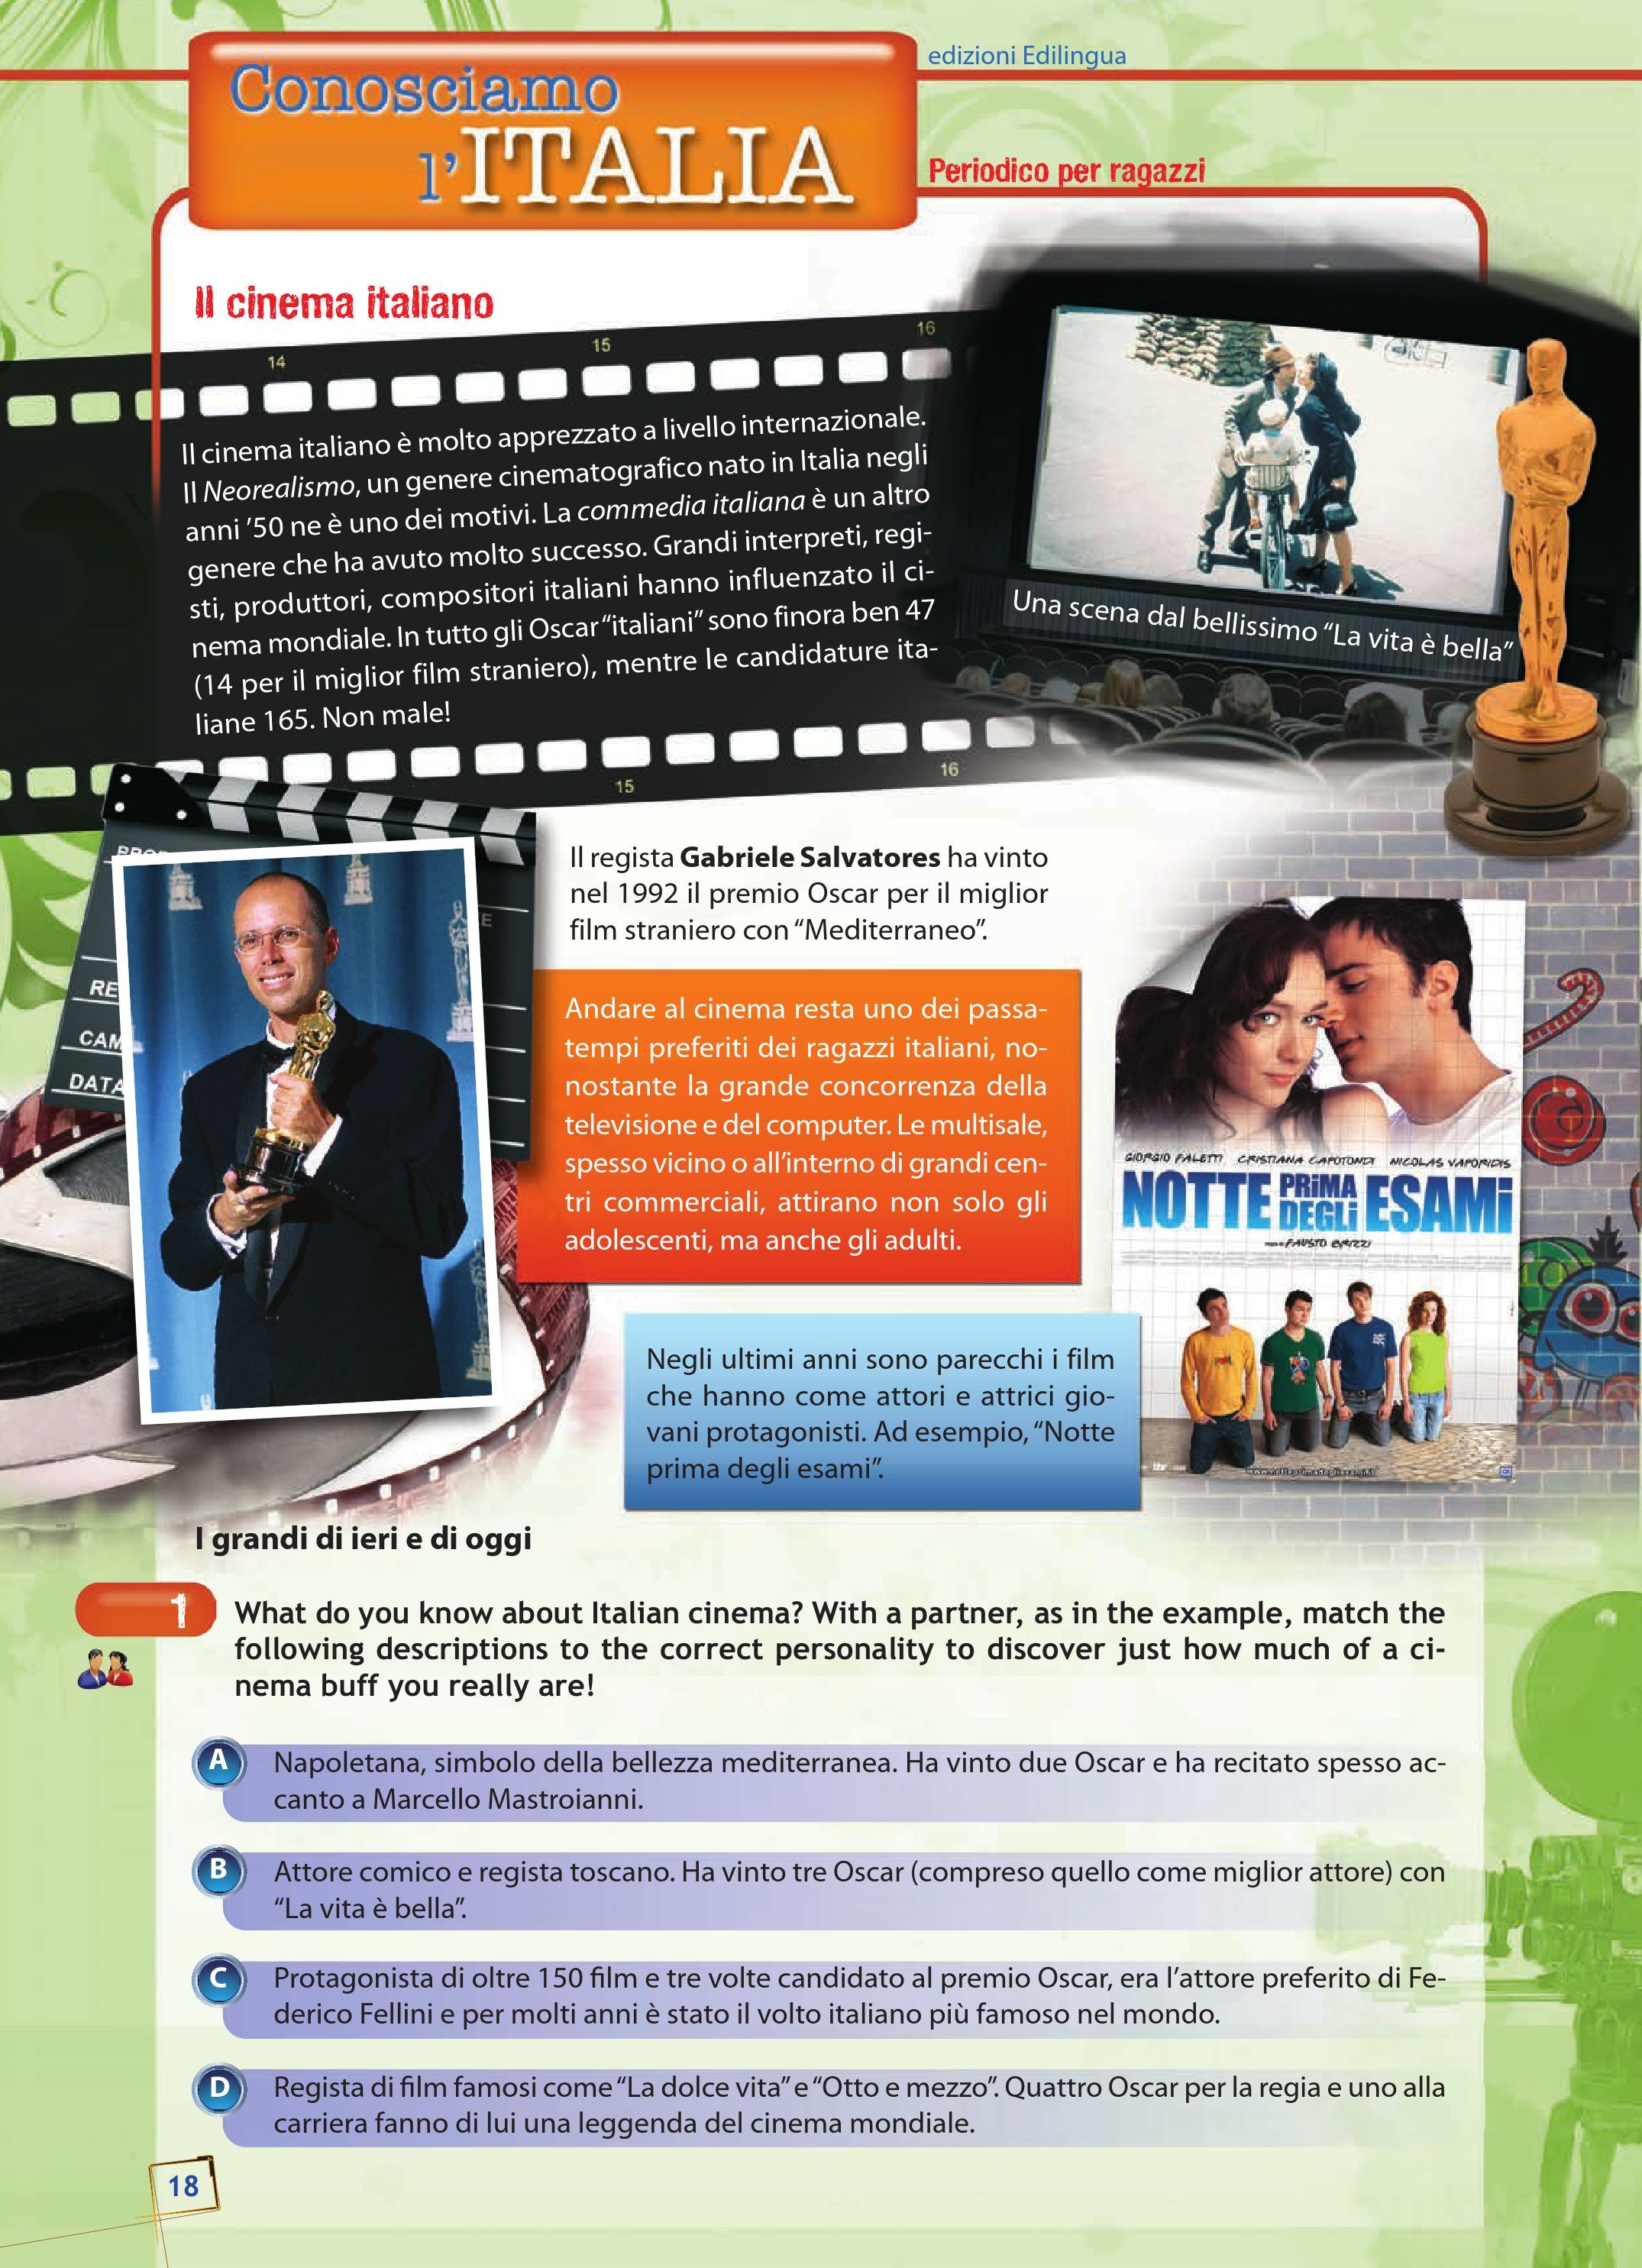 edizioni Edilingua
Conosciamo
l’ITALIA
Periodico per ragazzi
Il cinema italiano
14
15
16
Il cinema italiano è molto apprezzato a livello internazionale.
Il Neorealismo, un genere cinematografico nato in Italia negli
anni ’50 ne è uno dei motivi. La commedia italiana è un altro
genere che ha avuto molto successo. Grandi interpreti, regi-
sti, produttori, compositori italiani hanno influenzato il ci-
nema mondiale. In tutto gli Oscar “italiani” sono finora ben 47
(14 per il miglior film straniero), mentre le candidature ita-
liane 165. Non male!
Una scena dal bellissimo “La vita è bella”
15
16
RE
CAM
DATA
Il regista Gabriele Salvatores ha vinto
nel 1992 il premio Oscar per il miglior
film straniero con “Mediterraneo”.
Andare al cinema resta uno dei passa-
tempi preferiti dei ragazzi italiani, no-
nostante la grande concorrenza della
televisione e del computer. Le multisale,
spesso vicino o all’interno di grandi cen-
tri commerciali, attirano non solo gli
adolescenti, ma anche gli adulti.
GIORGIO FALETTI CRISTIANA CAPOTONDI NICOLAS VAPORIDIS
NOTTE PRiMA DEGLi ESAMi
FAUSTO BRIZZI
www.notteprimadegliesami.it
Negli ultimi anni sono parecchi i film
che hanno come attori e attrici gio-
vani protagonisti. Ad esempio, “Notte
prima degli esami”.
I grandi di ieri e di oggi
1
What do you know about Italian cinema? With a partner, as in the example, match the
following descriptions to the correct personality to discover just how much of a ci-
nema buff you really are!
A
Napoletana, simbolo della bellezza mediterranea. Ha vinto due Oscar e ha recitato spesso ac-
canto a Marcello Mastroianni.
B
Attore comico e regista toscano. Ha vinto tre Oscar (compreso quello come miglior attore) con
“La vita è bella”.
C
Protagonista di oltre 150 film e tre volte candidato al premio Oscar, era l’attore preferito di Fe-
derico Fellini e per molti anni è stato il volto italiano più famoso nel mondo.
D
Regista di film famosi come “La dolce vita” e “Otto e mezzo”. Quattro Oscar per la regia e uno alla
carriera fanno di lui una leggenda del cinema mondiale.
18